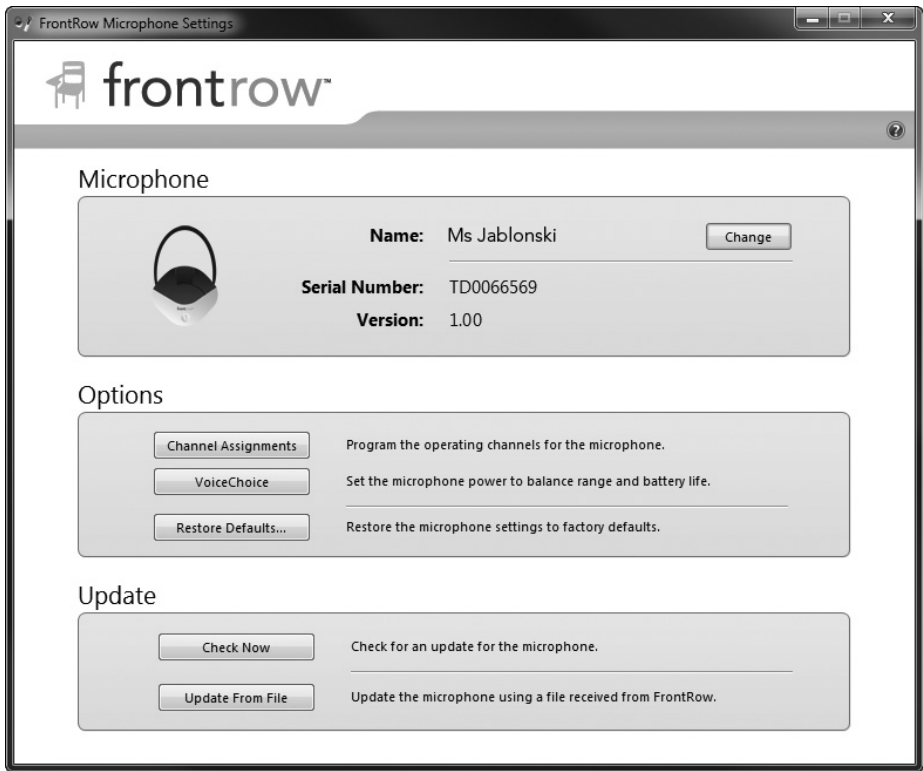 FrontRow Microphone Settings
frontrow™
Microphone
Name: Ms Jablonski Change
Serial Number: TD0066569
Version: 1.00
Options
Channel Assignments Program the operating channels for the microphone.
VoiceChoice Set the microphone power to balance range and battery life.
Restore Defaults... Restore the microphone settings to factory defaults.
Update
Check Now Check for an update for the microphone.
Update From File Update the microphone using a file received from FrontRow.